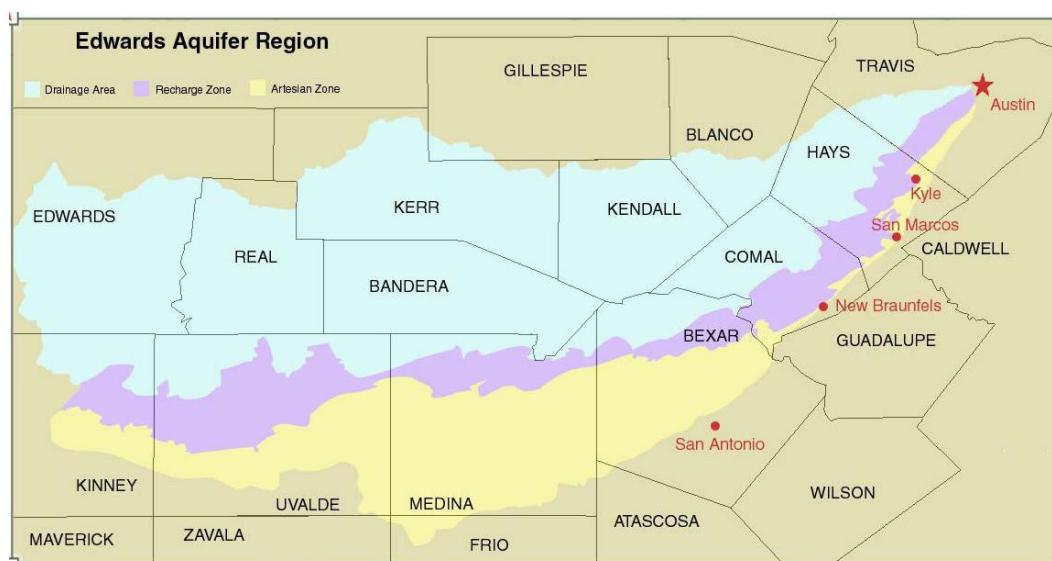 Edwards Aquifer Region
Drainage Area
Recharge Zone
Artesian Zone
GILLESPIE
TRAVIS
Austin
BLANCO
HAYS
Kyle
EDWARDS
KERR
KENDALL
San Marcos
REAL
COMAL
CALDWELL
BANDERA
New Braunfels
BEXAR
GUADALUPE
San Antonio
KINNEY
UVALDE
MEDINA
WILSON
ATASCOSA
MAVERICK
ZAVALA
FRIO